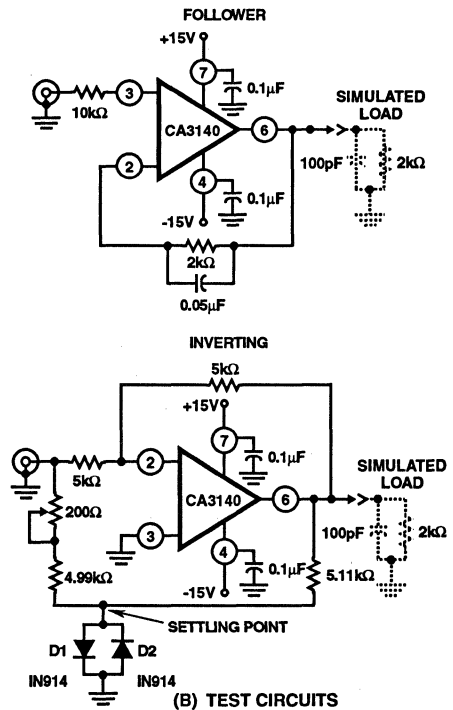 FOLLOWER
+15V
7
0.1µF
3
10kΩ
SIMULATED
LOAD
CA3140
6
100pF
2kΩ
2
4
0.1µF
-15V
2kΩ
0.05µF
INVERTING
5kΩ
+15V
7
0.1µF
5kΩ
2
SIMULATED
LOAD
CA3140
6
200Ω
3
100pF
2kΩ
4
0.1µF
5.11kΩ
4.99kΩ
-15V
SETTLING POINT
D1
D2
IN914
IN914
(B) TEST CIRCUITS